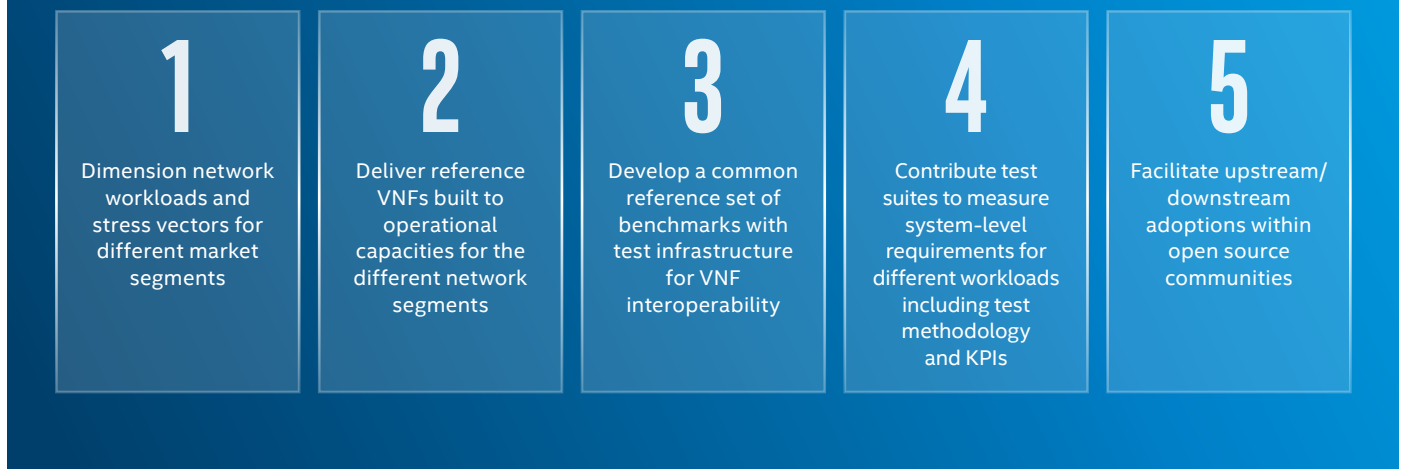 1
Dimension network
workloads and
stress vectors for
different market
segments
2
Deliver reference
VNFs built to
operational
capacities for the
different network
segments
3
Develop a common
reference set of
benchmarks with
test infrastructure
for VNF
interoperability
4
Contribute test
suites to measure
system-level
requirements for
different workloads
including test
methodology
and KPIs
5
Facilitate upstream/
downstream
adoptions within
open source
communities